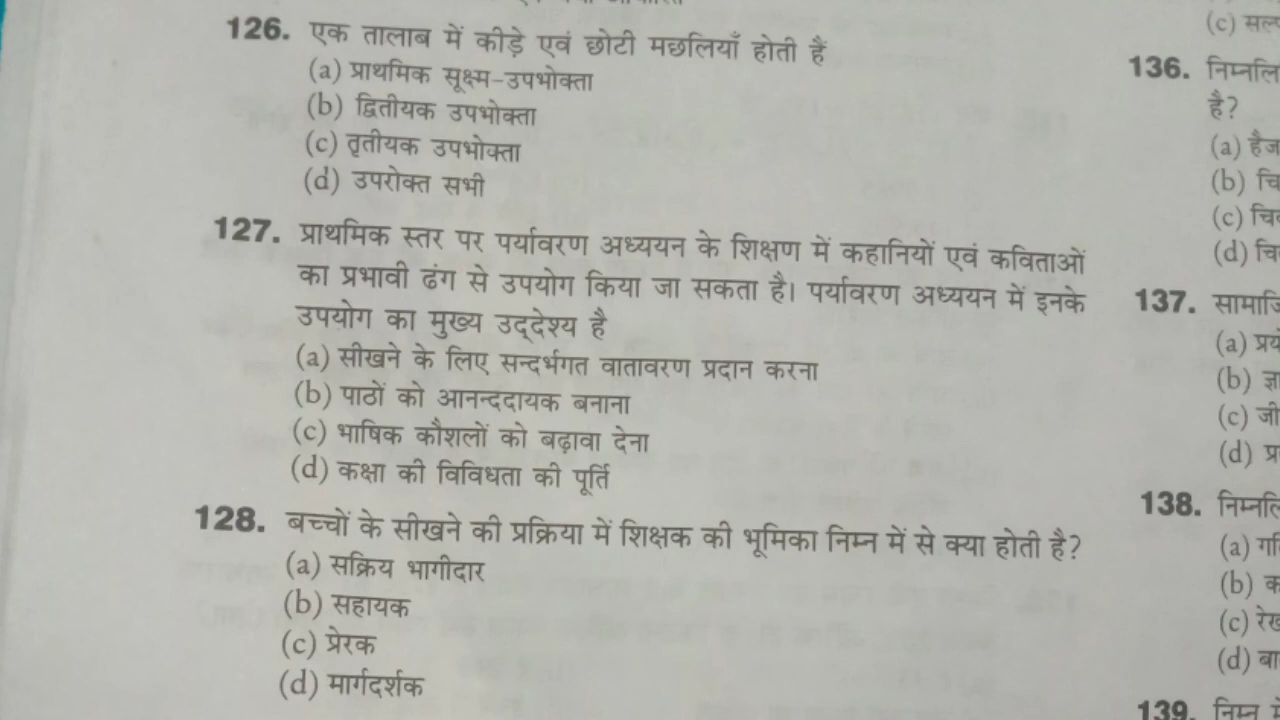 126. एक तालाब में कीड़े एवं छोटी मछलियाँ होती हैं
(a) प्राथमिक सूक्ष्म-उपभोक्ता
(b) द्वितीयक उपभोक्ता
(c) तृतीयक उपभोक्ता
(d) उपरोक्त सभी
127. प्राथमिक स्तर पर पर्यावरण अध्ययन के शिक्षण में कहानियों एवं कविताओं
का प्रभावी ढंग से उपयोग किया जा सकता है। पर्यावरण अध्ययन में इनके
उपयोग का मुख्य उद्देश्य है
(a) सीखने के लिए सन्दर्भगत वातावरण प्रदान करना
(b) पाठों को आनन्ददायक बनाना
(c) भाषिक कौशलों को बढ़ावा देना
(d) कक्षा की विविधता की पूर्ति
128. बच्चों के सीखने की प्रक्रिया में शिक्षक की भूमिका निम्न में से क्या होती है?
(a) सक्रिय भागीदार
(b) सहायक
(c) प्रेरक
(d) मार्गदर्शक
(c)
136.
है?
(a)
(b)
(c)
(d)
137.
(a)
(b)
(c)
(d)
138.
(a)
(b)
(c)
(d)
139. निम्न